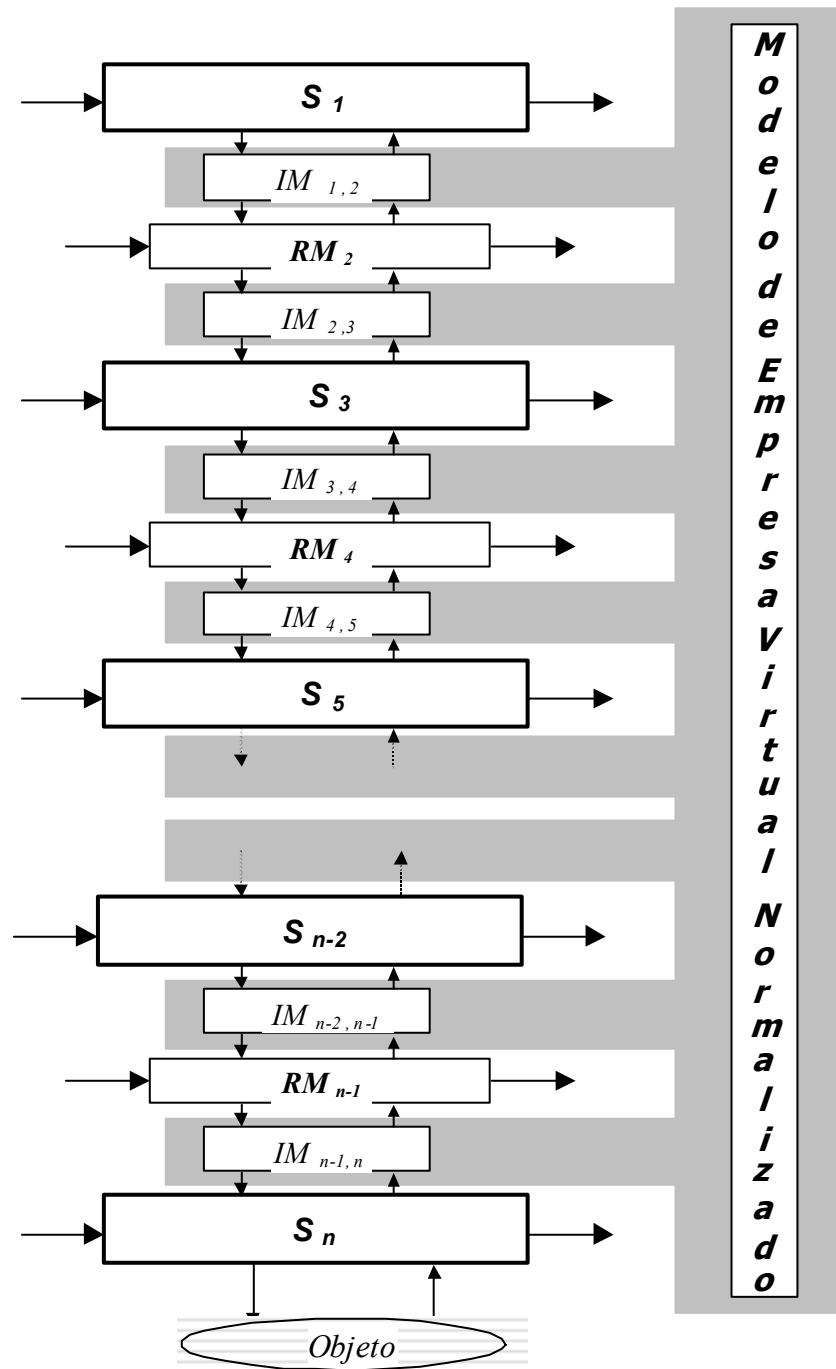 S 1
IM 1,2
RM 2
IM 2,3
S 3
IM 3,4
RM 4
IM 4,5
S 5
S n-2
IM n-2,n-1
RM n-1
IM n-1,n
S n
Objeto
Modelo de Empresa Virtual Normalizado